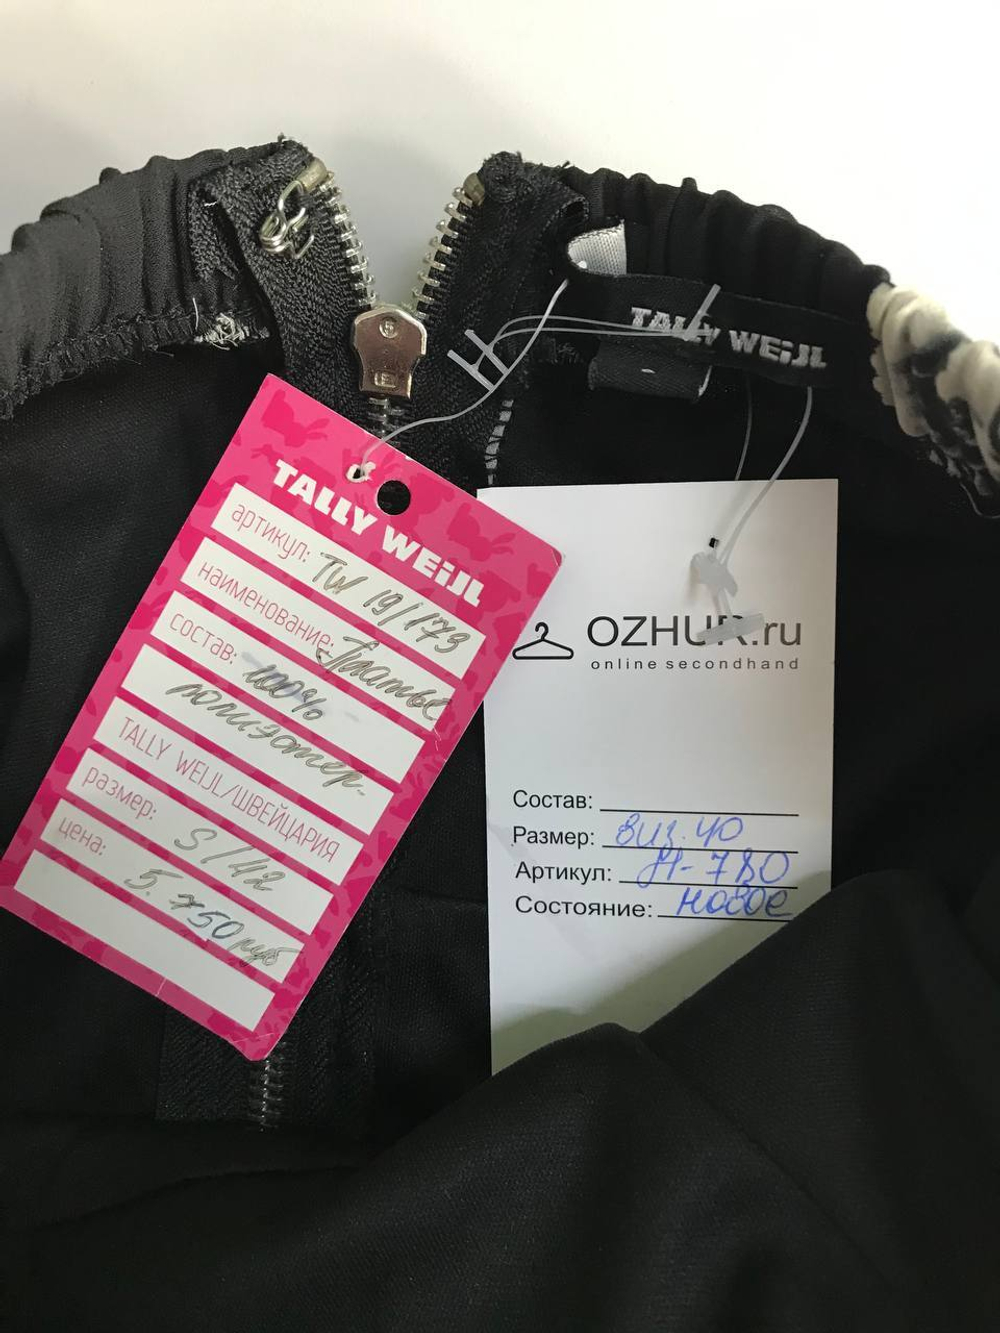 TALLY WEiJL
TALLY WEiJL
артикул: TW 19/173
наименование: Платье
состав: 100%
полиэстер.
TALLY WEIJL/ШВЕЙЦАРИЯ
размер: S/42
цена: 5.750 руб
OZHUR.ru
online secondhand
Состав:
Размер: виз. 40
Артикул: Н-780
Состояние: новое